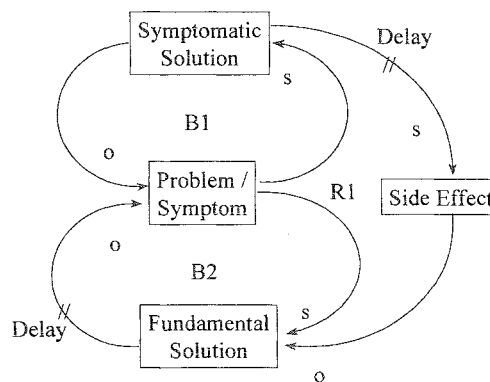 Symptomatic
Solution
Delay
s
B1
s
o
Problem /
Symptom
R1
Side Effect
o
B2
s
Delay
Fundamental
Solution
o